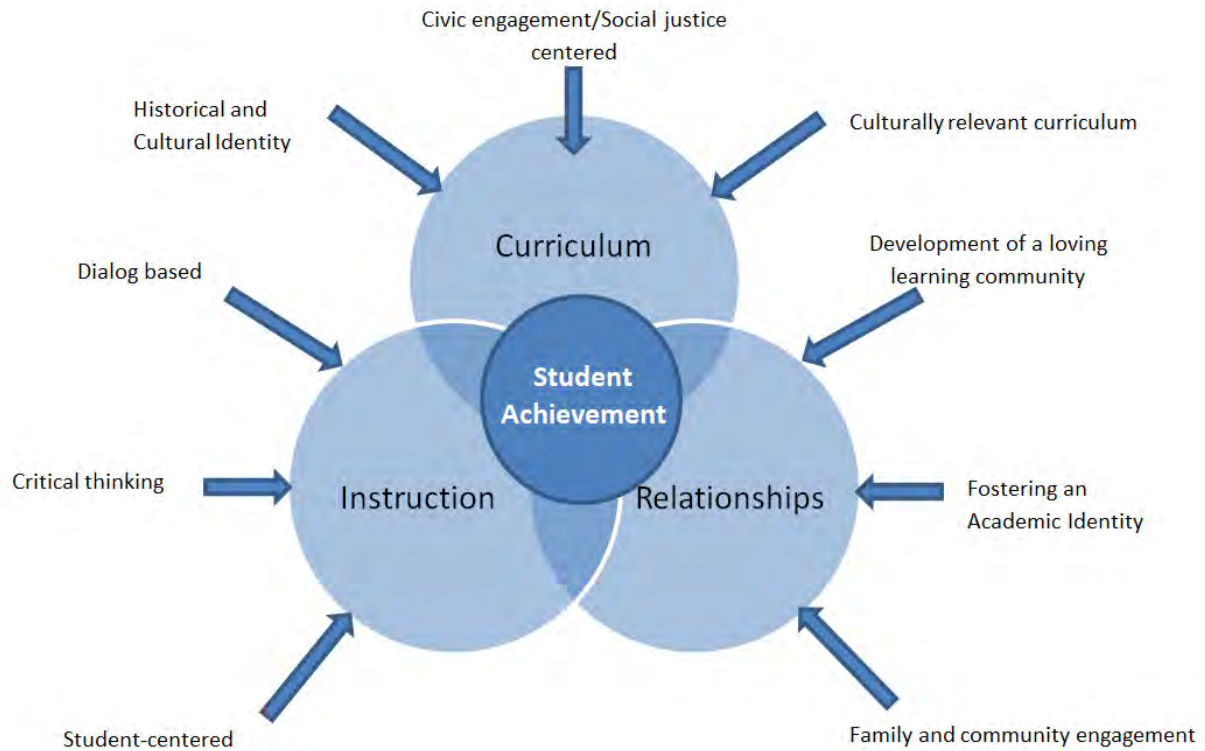 Civic engagement/Social justice
centered
Historical and
Cultural Identity
Culturally relevant curriculum
Curriculum
Development of a loving
learning community
Dialog based
Student
Achievement
Critical thinking
Instruction
Relationships
Fostering an
Academic Identity
Student-centered
Family and community engagement